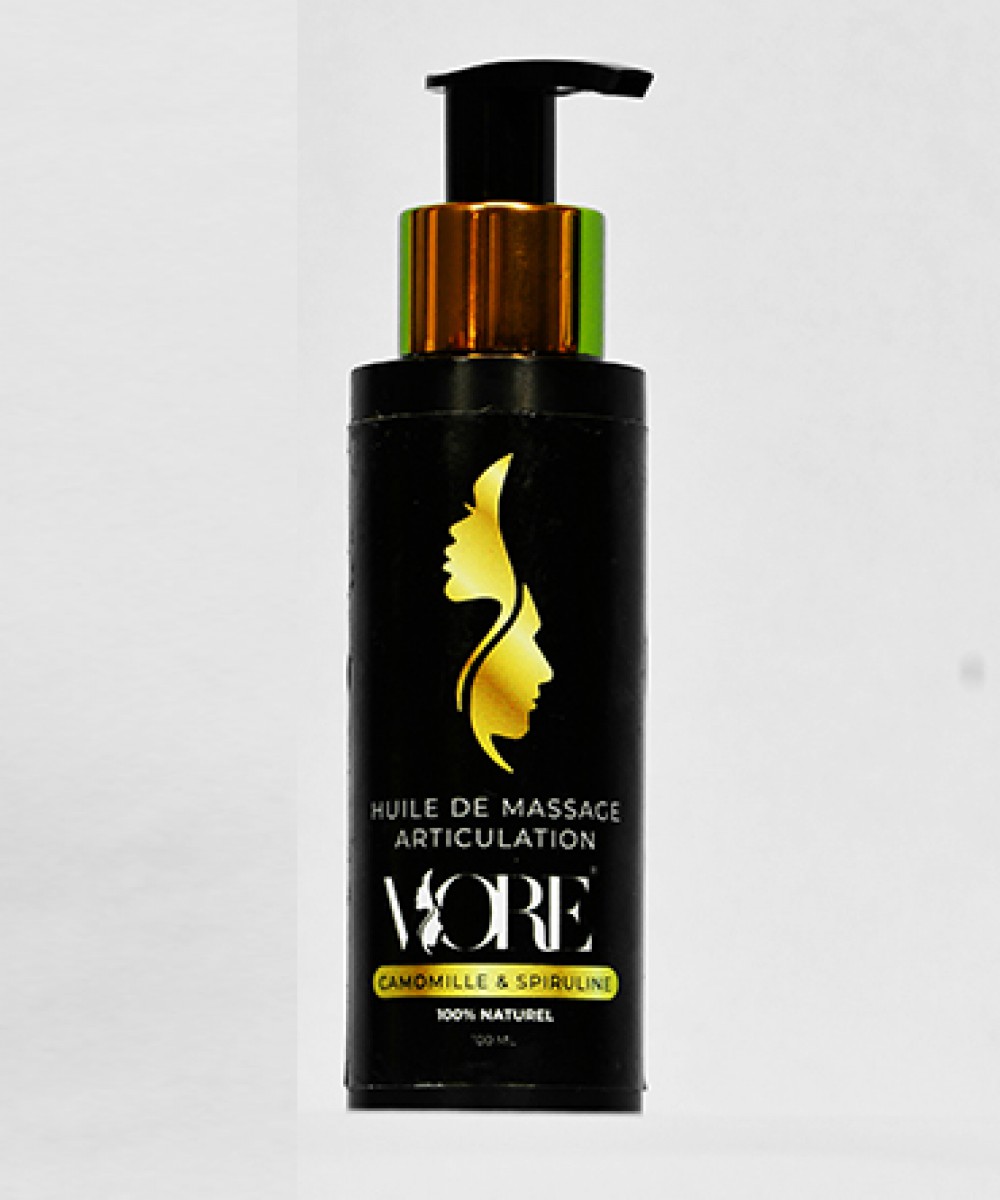 HUILE DE MASSAGE
ARTICULATION
VORE
CAMOMILLE & SPIRULINE
100% NATUREL
100 ML